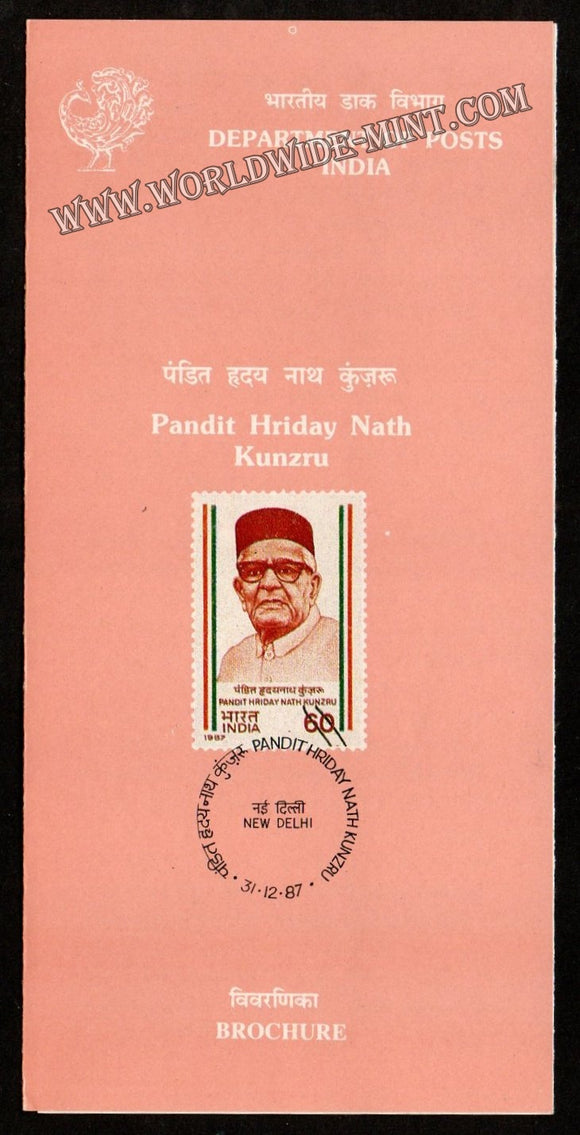 भारतीय डाक विभाग
DEPARTMENT OF POSTS
INDIA
WWW.WORLDWIDE-MINT.COM
पंडित हृदय नाथ कुंज़रू
Pandit Hriday Nath
Kunzru
पंडित हृदयनाथ कुंज़रू
PANDIT HRIDAY NATH KUNZRU
भारत 60
INDIA
1987
पंडित हृदय नाथ कुंज़रू PANDIT HRIDAY NATH KUNZRU
नई दिल्ली
NEW DELHI
31.12.87
विवरणिका
BROCHURE